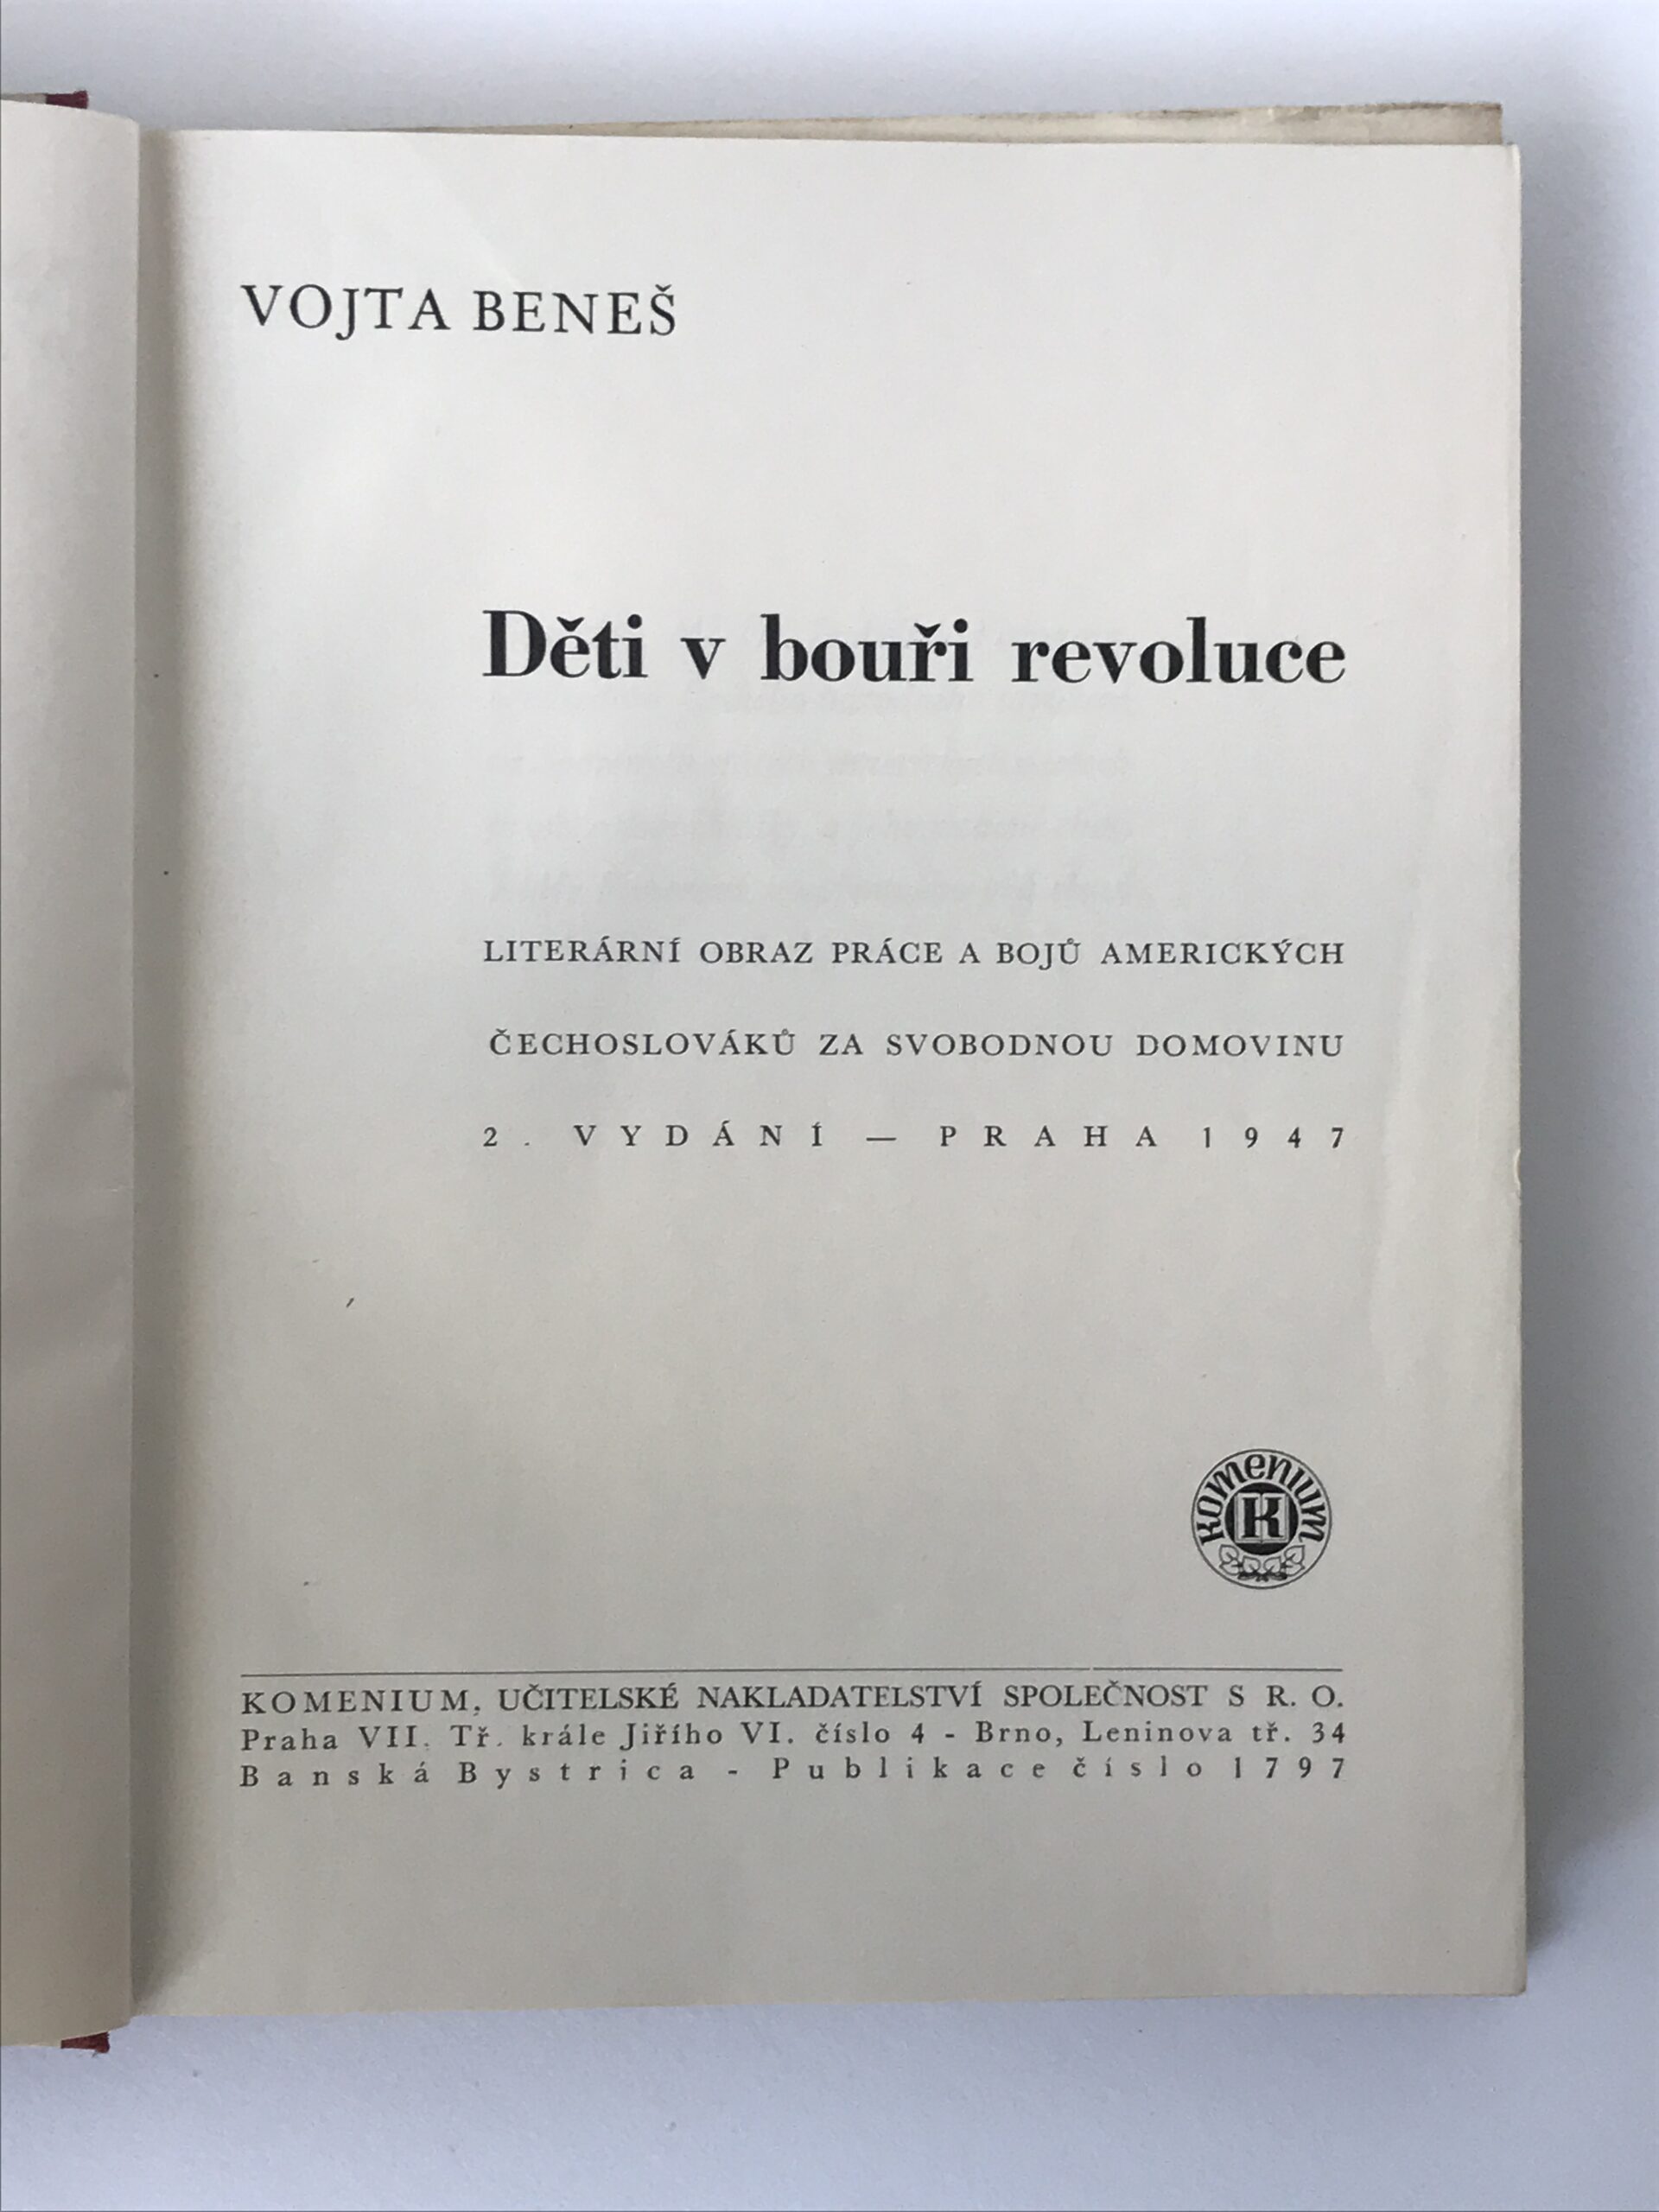 VOJTA BENEŠ
Děti v bouři revoluce
LITERÁRNÍ OBRAZ PRÁCE A BOJŮ AMERICKÝCH
ČECHOSLOVÁKŮ ZA SVOBODNOU DOMOVINU
2. VYDÁNÍ — PRAHA 1947
KOMENIUM
K
KOMENIUM, UČITELSKÉ NAKLADATELSTVÍ SPOLEČNOST S R. O.
Praha VII. Tř. krále Jiřího VI. číslo 4 - Brno, Leninova tř. 34
Banská Bystrica - Publikace číslo 1797